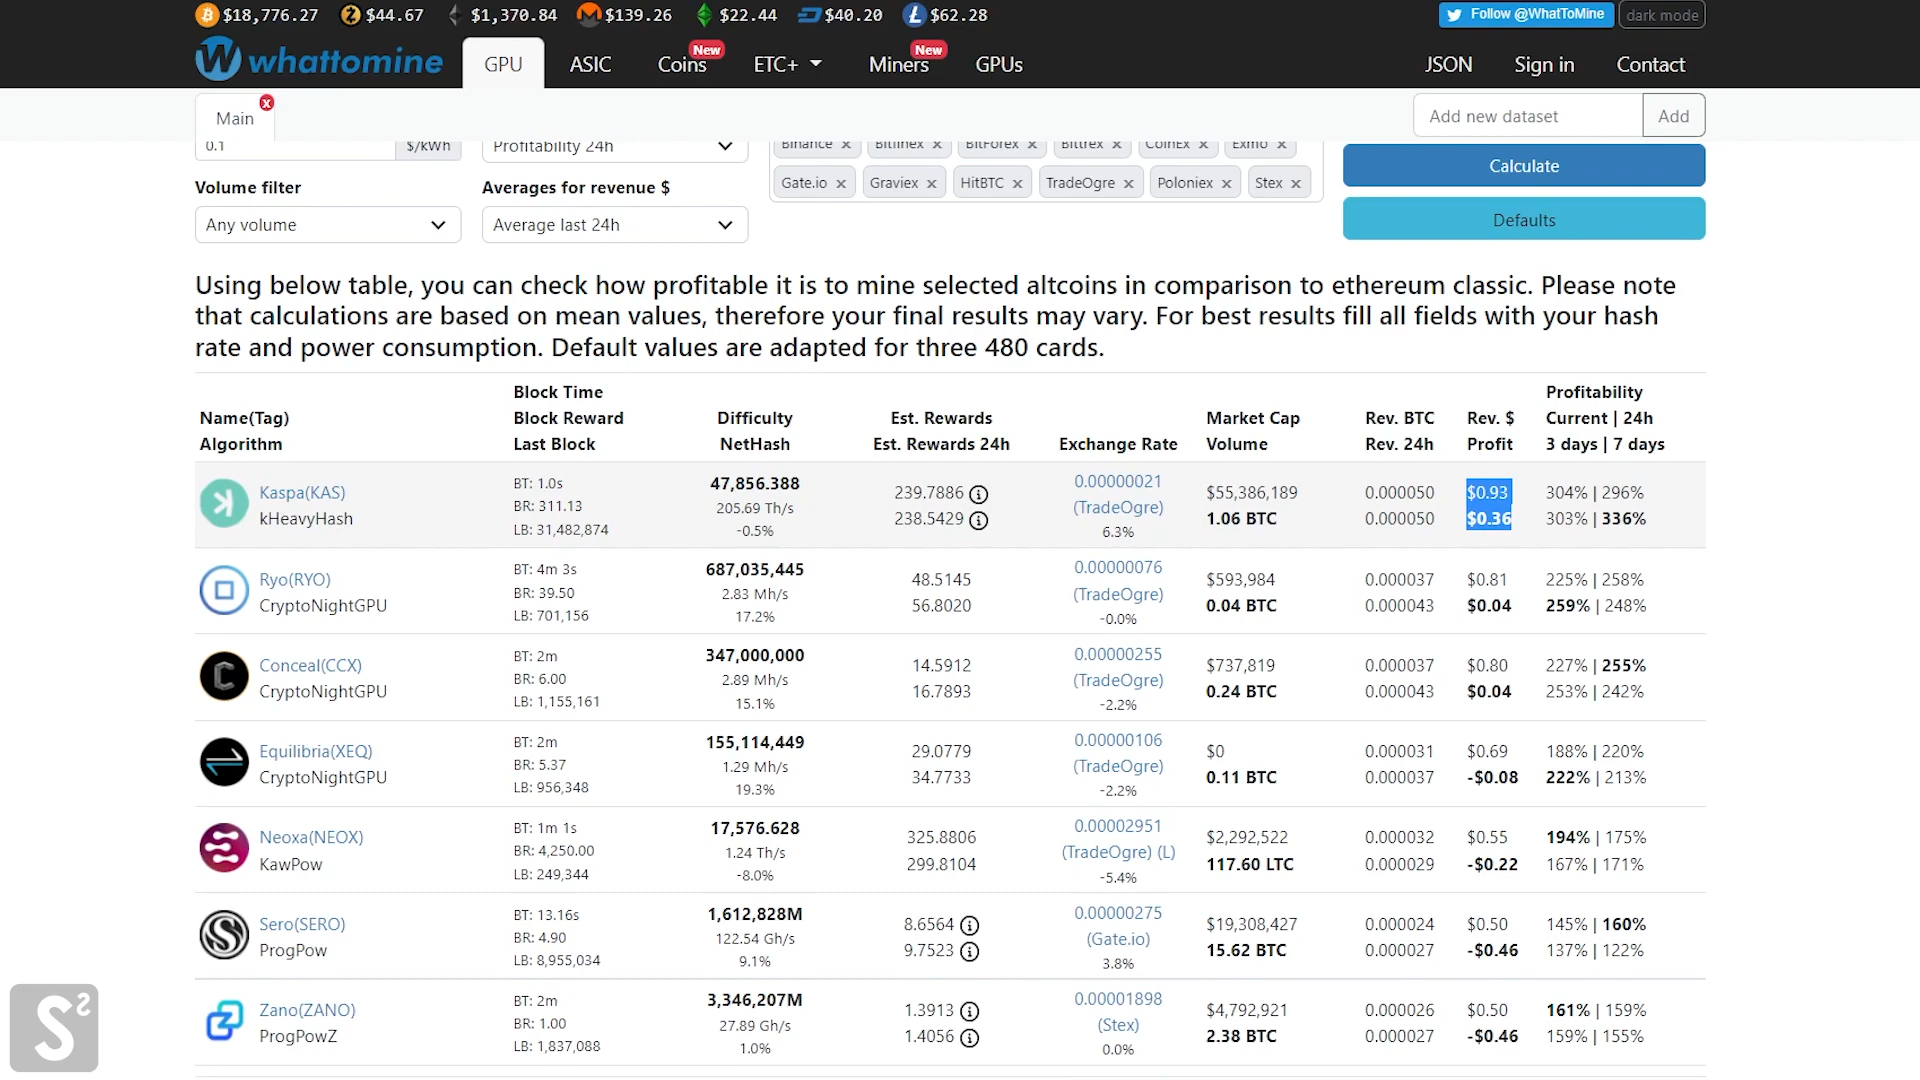 $18,776.27 $44.67 $1,370.84 $139.26 $22.44 $40.20 $62.28 Follow @WhatToMine dark mode
whattomine GPU ASIC Coins New ETC+ Miners New GPUs JSON Sign in Contact
Main x Add new dataset Add
0.1 $/kWh Profitability 24h Binance × Bitfinex × BitForex × Bittrex × CoinEx × Exmo × Calculate
Volume filter Averages for revenue $ Gate.io × Graviex × HitBTC × TradeOgre × Poloniex × Stex ×
Any volume Average last 24h Defaults
Using below table, you can check how profitable it is to mine selected altcoins in comparison to ethereum classic. Please note
that calculations are based on mean values, therefore your final results may vary. For best results fill all fields with your hash
rate and power consumption. Default values are adapted for three 480 cards.
Block Time Profitability
Name(Tag) Block Reward Difficulty Est. Rewards Market Cap Rev. BTC Rev. $ Current | 24h
Algorithm Last Block NetHash Est. Rewards 24h Exchange Rate Volume Rev. 24h Profit 3 days | 7 days
Kaspa(KAS) BT: 1.0s 47,856.388 239.7886 0.00000021 $55,386,189 0.000050 $0.93 304% | 296%
kHeavyHash BR: 311.13 205.69 Th/s 238.5429 (TradeOgre) 1.06 BTC 0.000050 $0.36 303% | 336%
LB: 31,482,874 -0.5% 6.3%
Ryo(RYO) BT: 4m 3s 687,035,445 48.5145 0.00000076 $593,984 0.000037 $0.81 225% | 258%
CryptoNightGPU BR: 39.50 2.83 Mh/s 56.8020 (TradeOgre) 0.04 BTC 0.000043 $0.04 259% | 248%
LB: 701,156 17.2% -0.0%
Conceal(CCX) BT: 2m 347,000,000 14.5912 0.00000255 $737,819 0.000037 $0.80 227% | 255%
CryptoNightGPU BR: 6.00 2.89 Mh/s 16.7893 (TradeOgre) 0.24 BTC 0.000043 $0.04 253% | 242%
LB: 1,155,161 15.1% -2.2%
Equilibria(XEQ) BT: 2m 155,114,449 29.0779 0.00000106 $0 0.000031 $0.69 188% | 220%
CryptoNightGPU BR: 5.37 1.29 Mh/s 34.7733 (TradeOgre) 0.11 BTC 0.000037 -$0.08 222% | 213%
LB: 956,348 19.3% -2.2%
Neoxa(NEOX) BT: 1m 1s 17,576.628 325.8806 0.00002951 $2,292,522 0.000032 $0.55 194% | 175%
KawPow BR: 4,250.00 1.24 Th/s 299.8104 (TradeOgre) (L) 117.60 LTC 0.000029 -$0.22 167% | 171%
LB: 249,344 -8.0% -5.4%
Sero(SERO) BT: 13.16s 1,612,828M 8.6564 0.00000275 $19,308,427 0.000024 $0.50 145% | 160%
ProgPow BR: 4.90 122.54 Gh/s 9.7523 (Gate.io) 15.62 BTC 0.000027 -$0.46 137% | 122%
LB: 8,955,034 9.1% 3.8%
Zano(ZANO) BT: 2m 3,346,207M 1.3913 0.00001898 $4,792,921 0.000026 $0.50 161% | 159%
ProgPowZ BR: 1.00 27.89 Gh/s 1.4056 (Stex) 2.38 BTC 0.000027 -$0.46 159% | 155%
LB: 1,837,088 1.0% 0.0%
S²